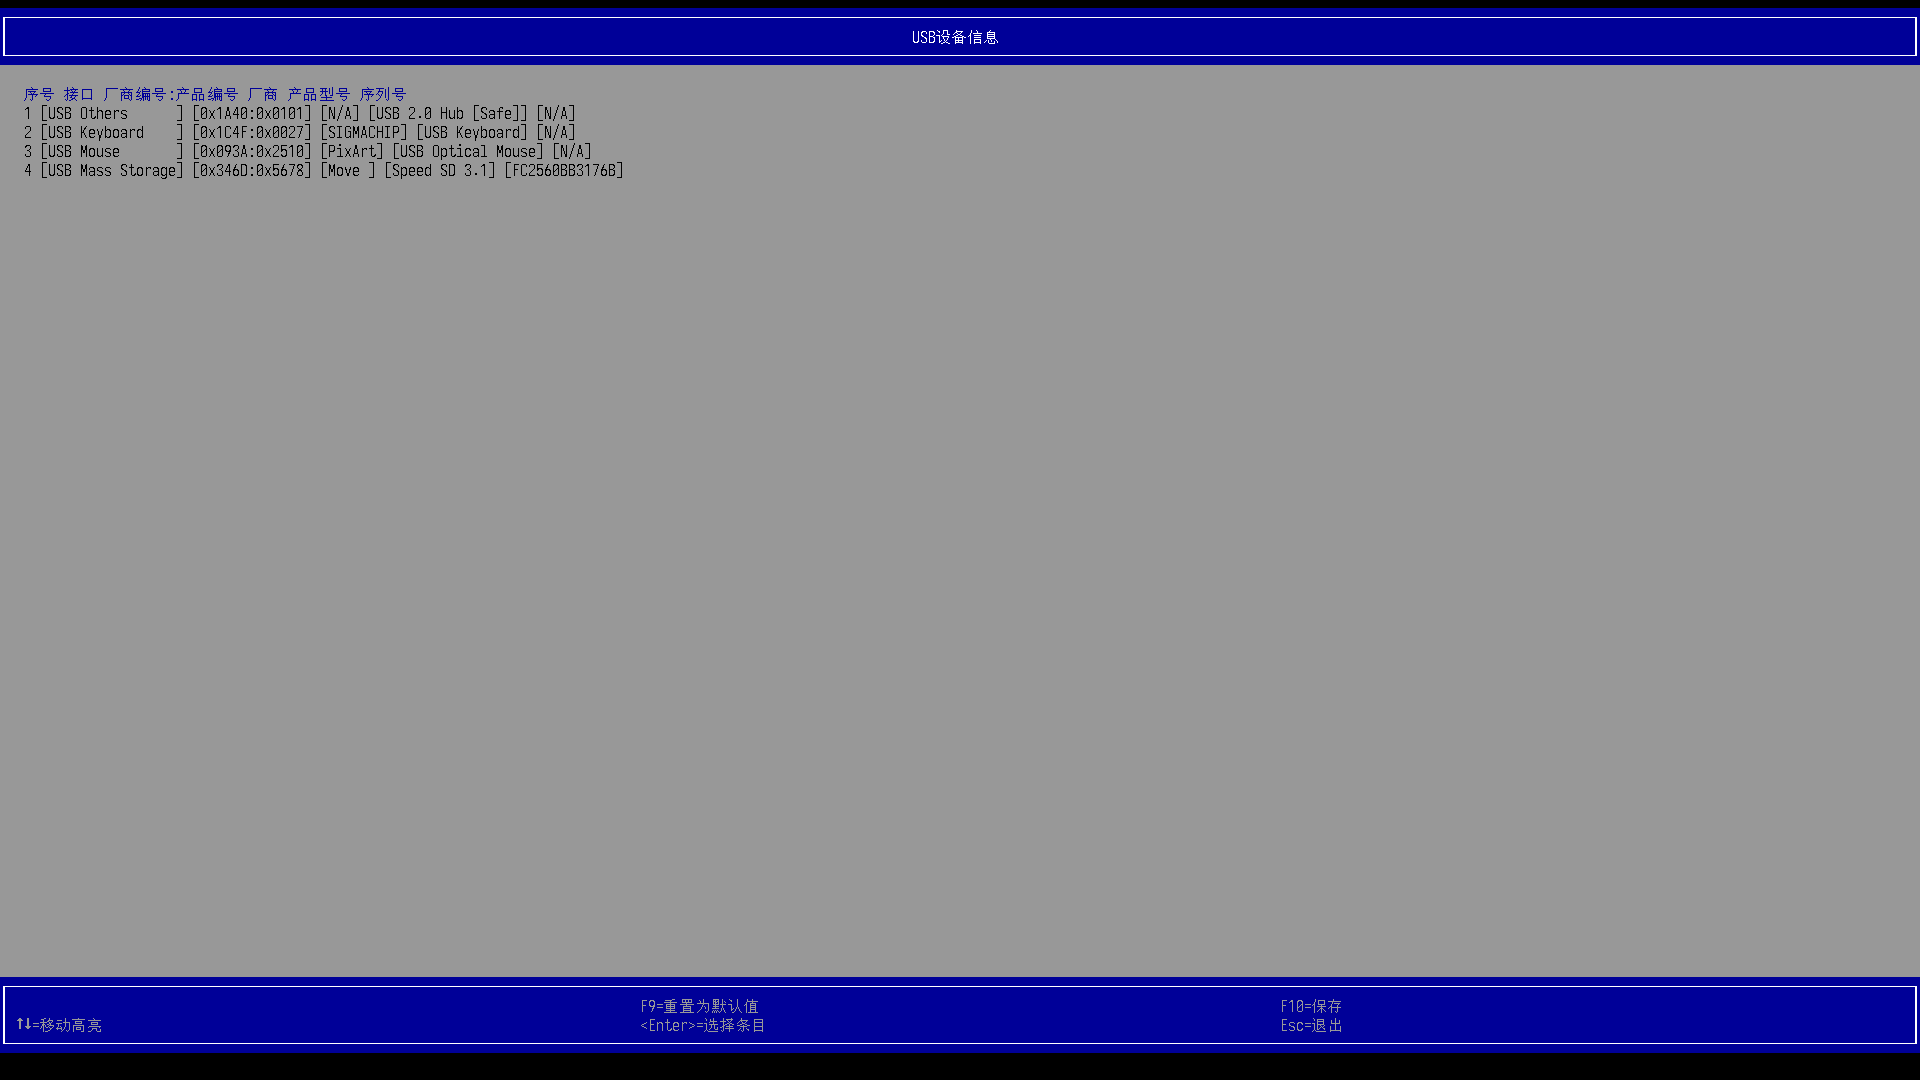 USB设备信息
序号 接口 厂商编号:产品编号 厂商 产品型号 序列号
1 [USB Others      ] [0x1A40:0x0101] [N/A] [USB 2.0 Hub [Safe]] [N/A]
2 [USB Keyboard    ] [0x1C4F:0x0027] [SIGMACHIP] [USB Keyboard] [N/A]
3 [USB Mouse       ] [0x093A:0x2510] [PixArt] [USB Optical Mouse] [N/A]
4 [USB Mass Storage] [0x346D:0x5678] [Move ] [Speed SD 3.1] [FC2560BB3176B]
F9=重置为默认值 F10=保存
↑↓=移动高亮 <Enter>=选择条目 Esc=退出